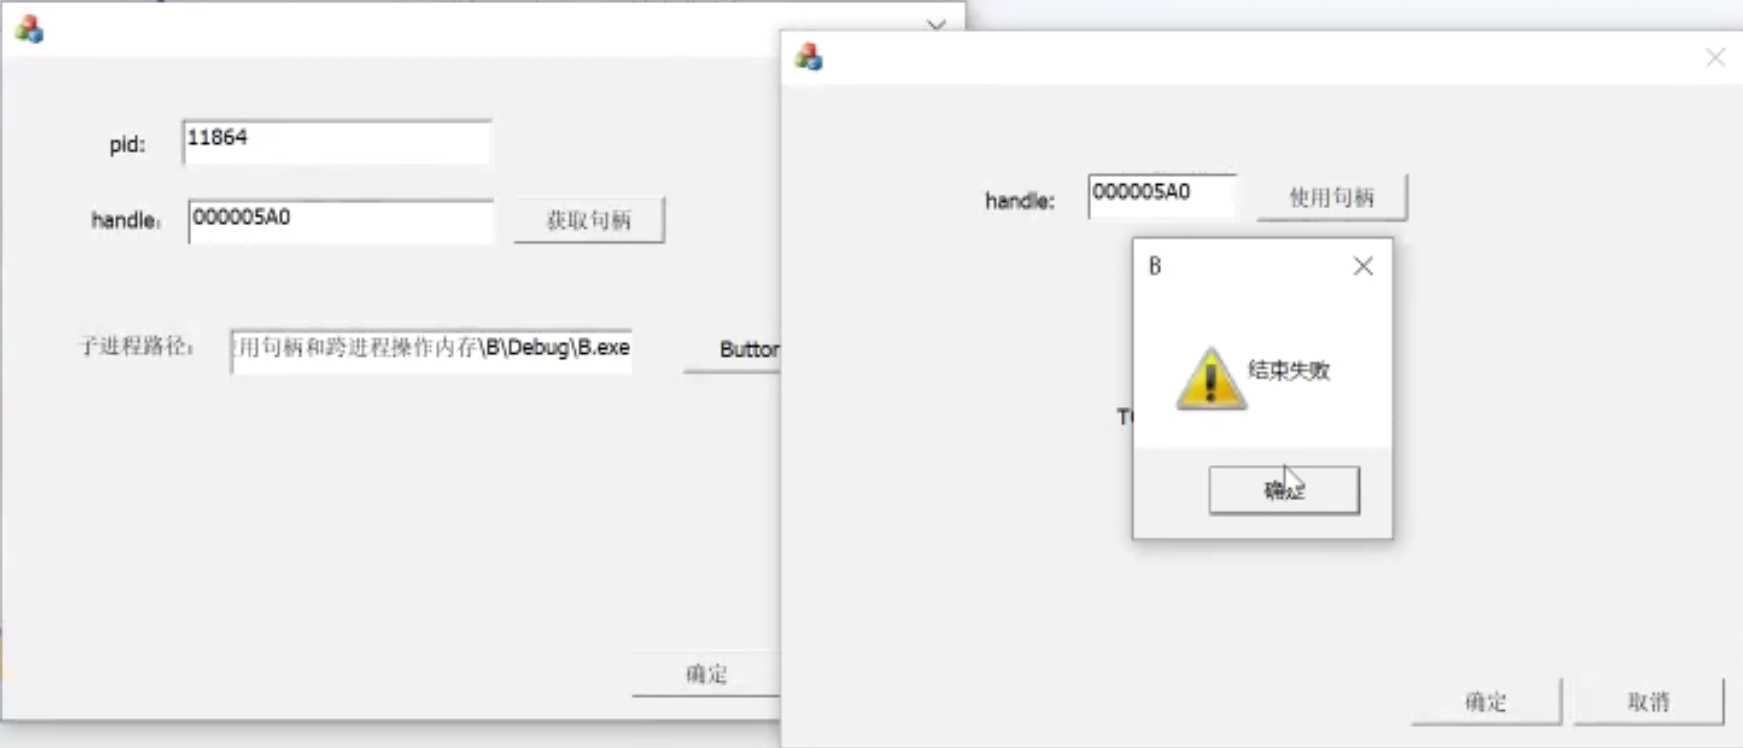 pid:
11864
handle:
000005A0
获取句柄
子进程路径:
用句柄和跨进程操作内存\B\Debug\B.exe
Button
确定
handle:
000005A0
使用句柄
B
结束失败
确定
确定
取消